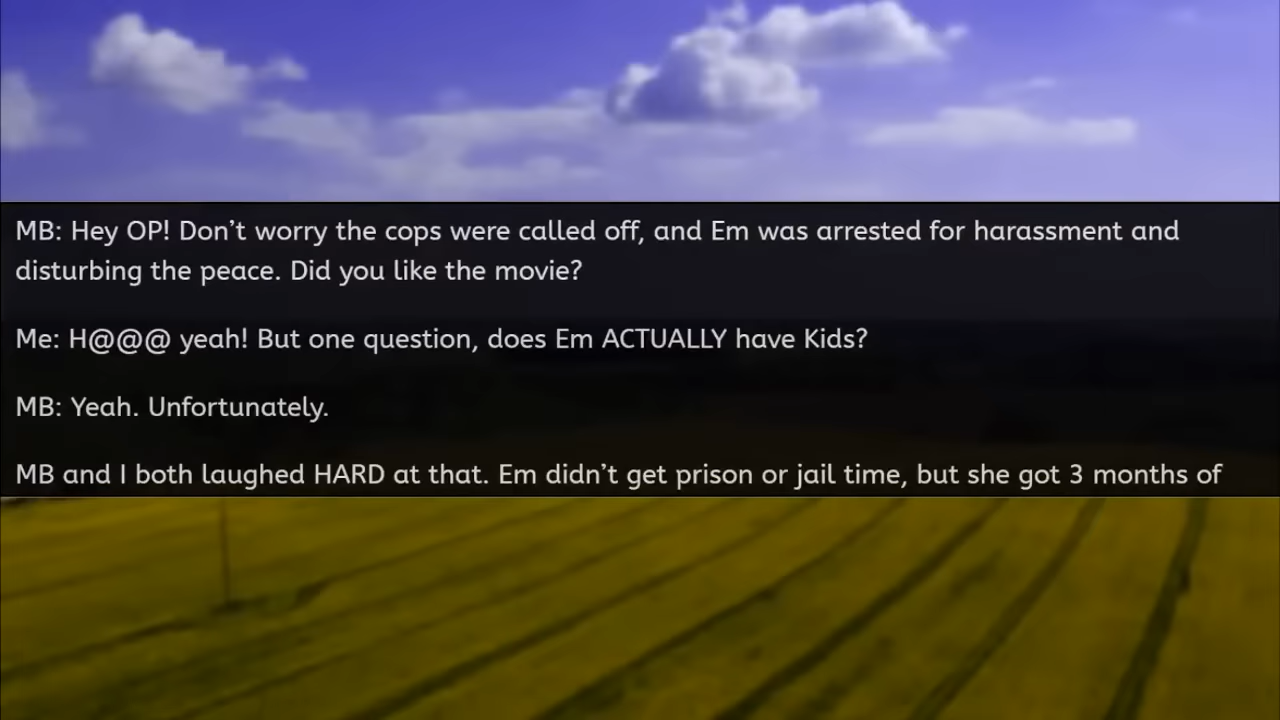 MB: Hey OP! Don’t worry the cops were called off, and Em was arrested for harassment and
disturbing the peace. Did you like the movie?
Me: H@@@ yeah! But one question, does Em ACTUALLY have Kids?
MB: Yeah. Unfortunately.
MB and I both laughed HARD at that. Em didn’t get prison or jail time, but she got 3 months of